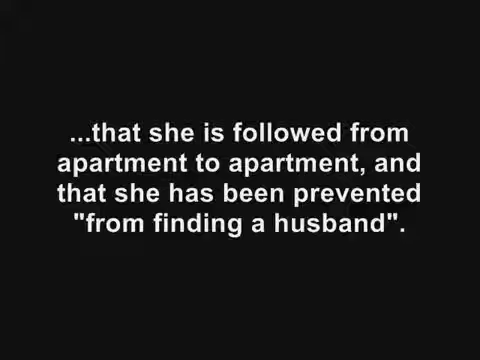 ...that she is followed from
apartment to apartment, and
that she has been prevented
"from finding a husband".